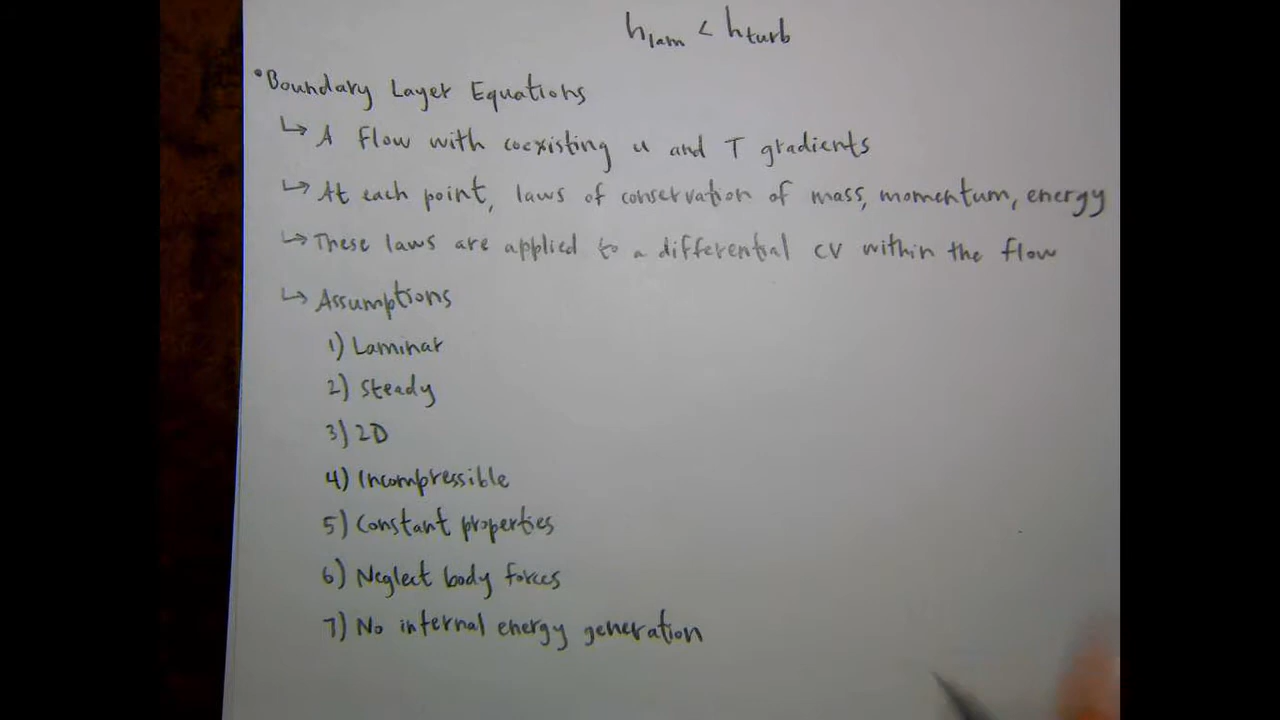 h_lam < h_turb
• Boundary Layer Equations
↳ A flow with coexisting u and T gradients
↳ At each point, laws of conservation of mass, momentum, energy
↳ These laws are applied to a differential CV within the flow
↳ Assumptions
1) Laminar
2) Steady
3) 2D
4) Incompressible
5) Constant properties
6) Neglect body forces
7) No internal energy generation